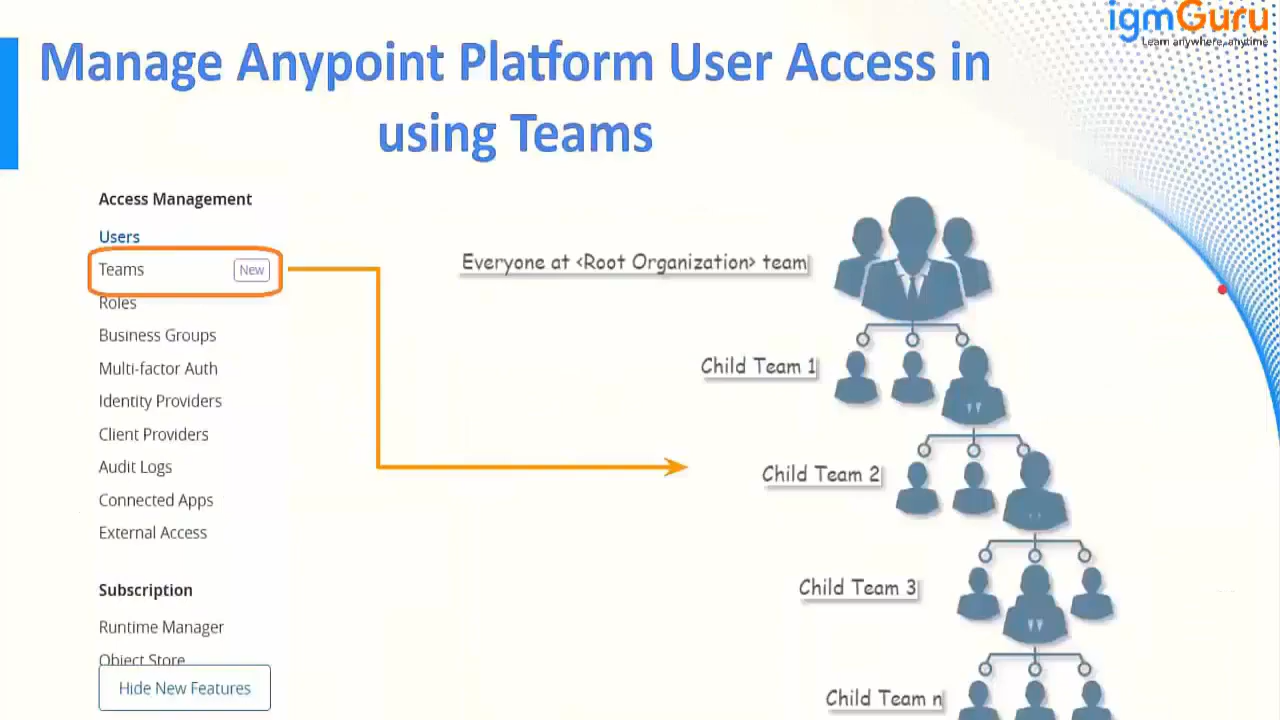 igmGuru
Learn anywhere, anytime
Manage Anypoint Platform User Access in
using Teams
Access Management
Users
Teams New
Roles
Business Groups
Multi-factor Auth
Identity Providers
Client Providers
Audit Logs
Connected Apps
External Access
Subscription
Runtime Manager
Object Store
Hide New Features
Everyone at <Root Organization> team
Child Team 1
Child Team 2
Child Team 3
Child Team n